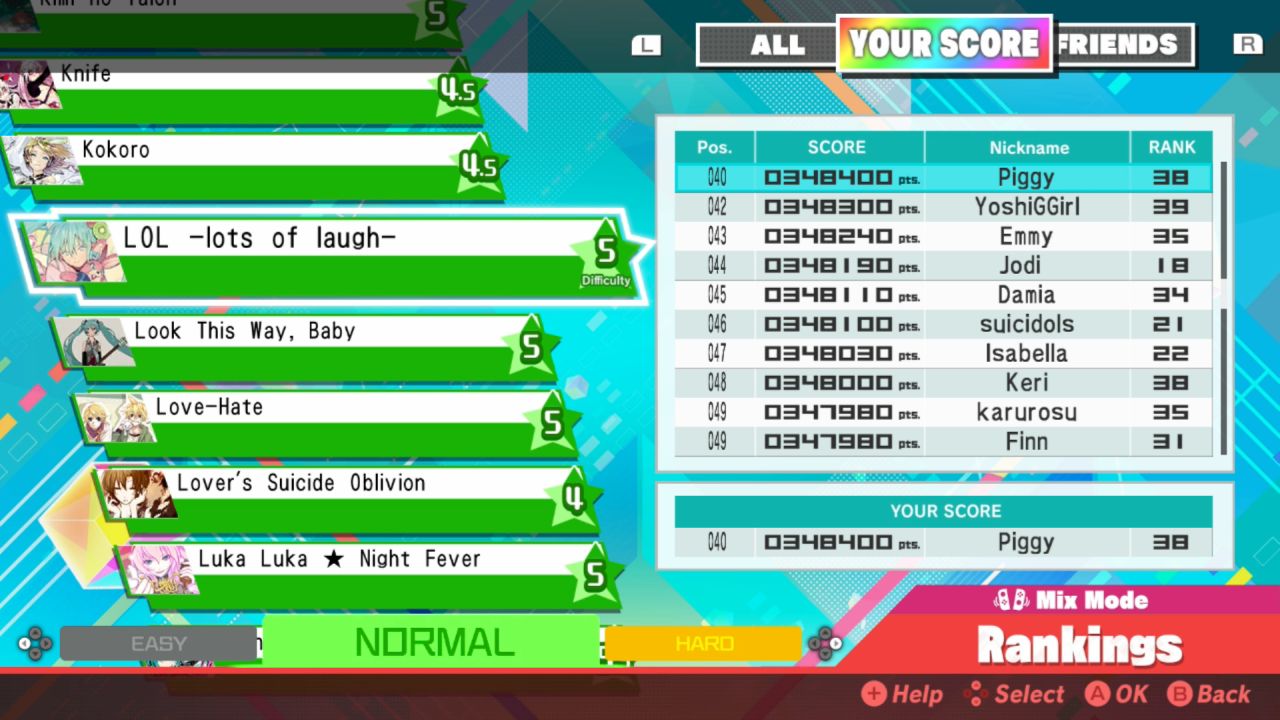 5
Knife
4.5
Kokoro
4.5
LOL -lots of laugh-
5
Difficulty
Look This Way, Baby
5
Love-Hate
5
Lover's Suicide Oblivion
4
Luka Luka ★ Night Fever
5
EASY
NORMAL
HARD
L
ALL
YOUR SCORE
FRIENDS
R
Pos. SCORE Nickname RANK
040 0348400 pts. Piggy 38
042 0348300 pts. YoshiGGirl 39
043 0348240 pts. Emmy 35
044 0348190 pts. Jodi 18
045 0348110 pts. Damia 34
046 0348100 pts. suicidols 21
047 0348030 pts. Isabella 22
048 0348000 pts. Keri 38
049 0347980 pts. karurosu 35
049 0347980 pts. Finn 31
YOUR SCORE
040 0348400 pts. Piggy 38
Mix Mode
Rankings
+ Help Select A OK B Back